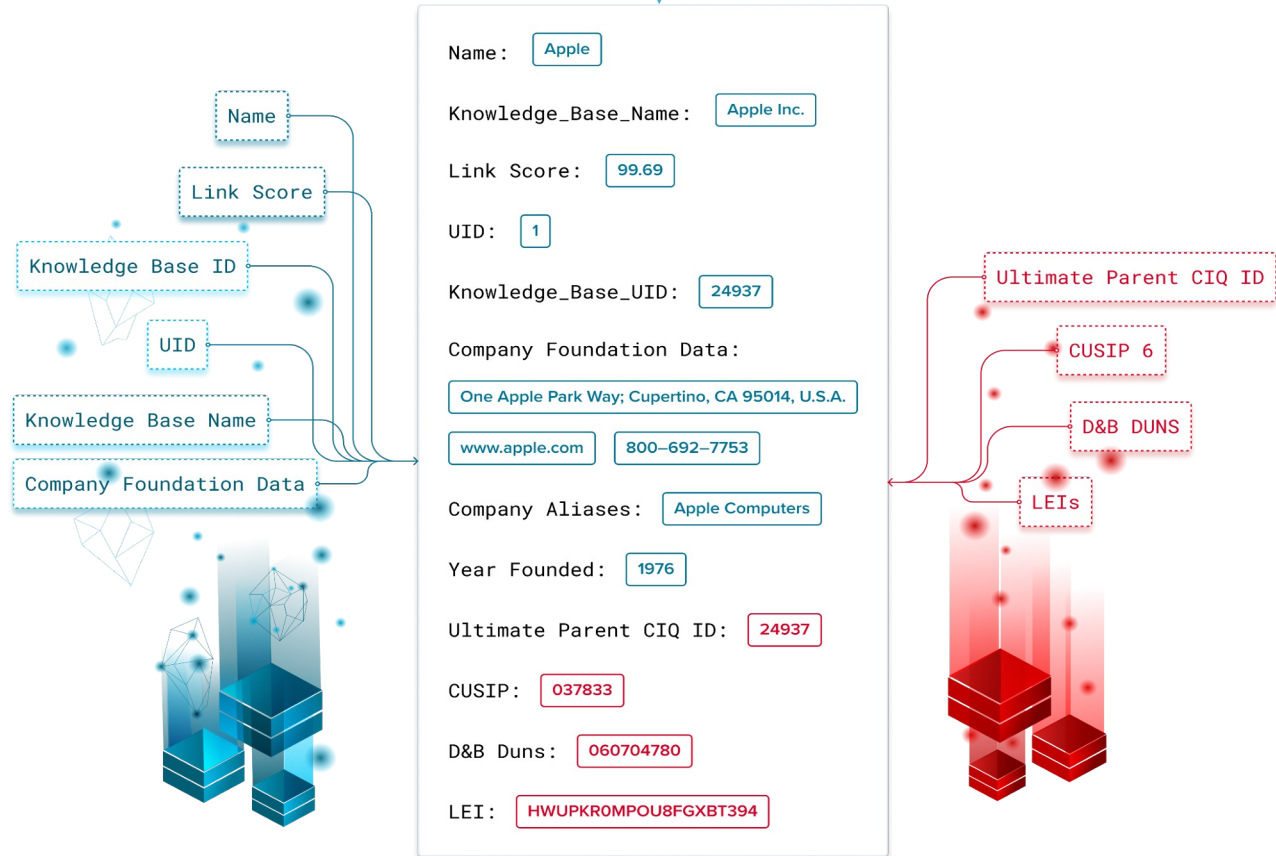 Name
Link Score
Knowledge Base ID
UID
Knowledge Base Name
Company Foundation Data
Name: Apple
Knowledge_Base_Name: Apple Inc.
Link Score: 99.69
UID: 1
Knowledge_Base_UID: 24937
Company Foundation Data:
One Apple Park Way; Cupertino, CA 95014, U.S.A.
www.apple.com 800–692–7753
Company Aliases: Apple Computers
Year Founded: 1976
Ultimate Parent CIQ ID: 24937
CUSIP: 037833
D&B Duns: 060704780
LEI: HWUPKR0MPOU8FGXBT394
Ultimate Parent CIQ ID
CUSIP 6
D&B DUNS
LEIs